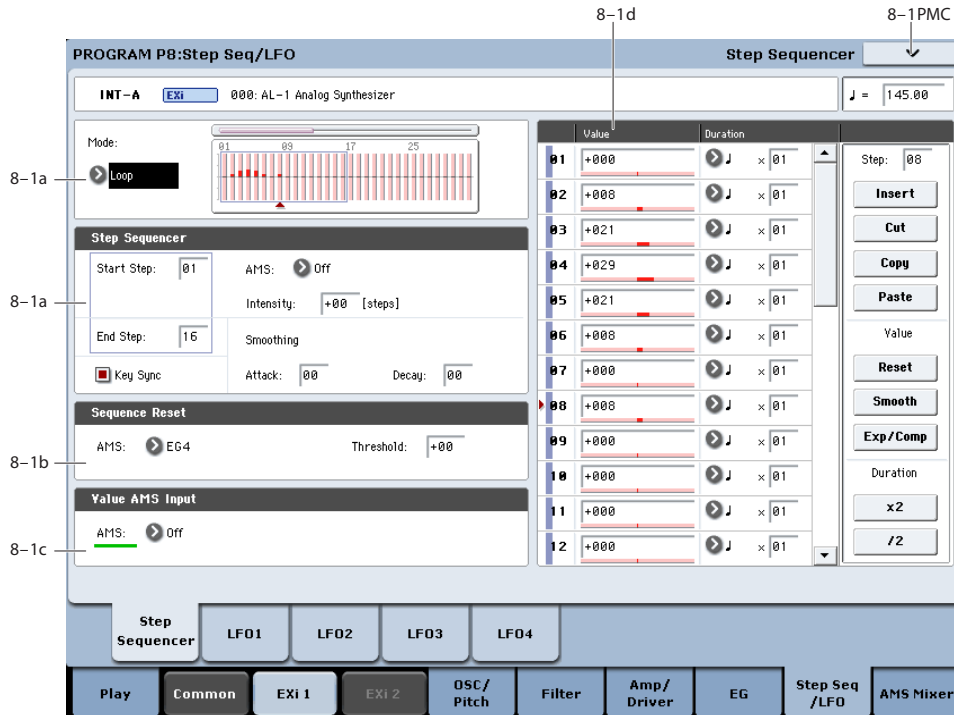 8–1d
8–1PMC
PROGRAM P8:Step Seq/LFO
Step Sequencer
INT-A EXi 000: AL-1 Analog Synthesizer
♩ = 145.00
8–1a
Mode:
Loop
01 09 17 25
8–1a
Step Sequencer
Start Step: 01
AMS: Off
Intensity: +00 [steps]
End Step: 16
Smoothing
Key Sync
Attack: 00
Decay: 00
8–1b
Sequence Reset
AMS: EG4
Threshold: +00
8–1c
Value AMS Input
AMS: Off
Value Duration
01 +000 ♩ × 01
02 +008 ♩ × 01
03 +021 ♩ × 01
04 +029 ♩ × 01
05 +021 ♩ × 01
06 +008 ♩ × 01
07 +000 ♩ × 01
08 +008 ♩ × 01
09 +000 ♩ × 01
10 +000 ♩ × 01
11 +000 ♩ × 01
12 +000 ♩ × 01
Step: 08
Insert
Cut
Copy
Paste
Value
Reset
Smooth
Exp/Comp
Duration
x2
/2
Step Sequencer
LFO1
LFO2
LFO3
LFO4
Play
Common
EXi 1
EXi 2
OSC/
Pitch
Filter
Amp/
Driver
EG
Step Seq
/LFO
AMS Mixer